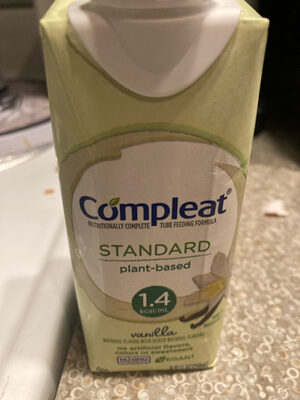 Compleat®
NUTRITIONALLY COMPLETE TUBE FEEDING FORMULA
STANDARD
plant-based
1.4
kcal/mL
vanilla
NATURAL FLAVOR WITH OTHER NATURAL FLAVORS
no artificial flavors,
colors or sweeteners
VEGAN†